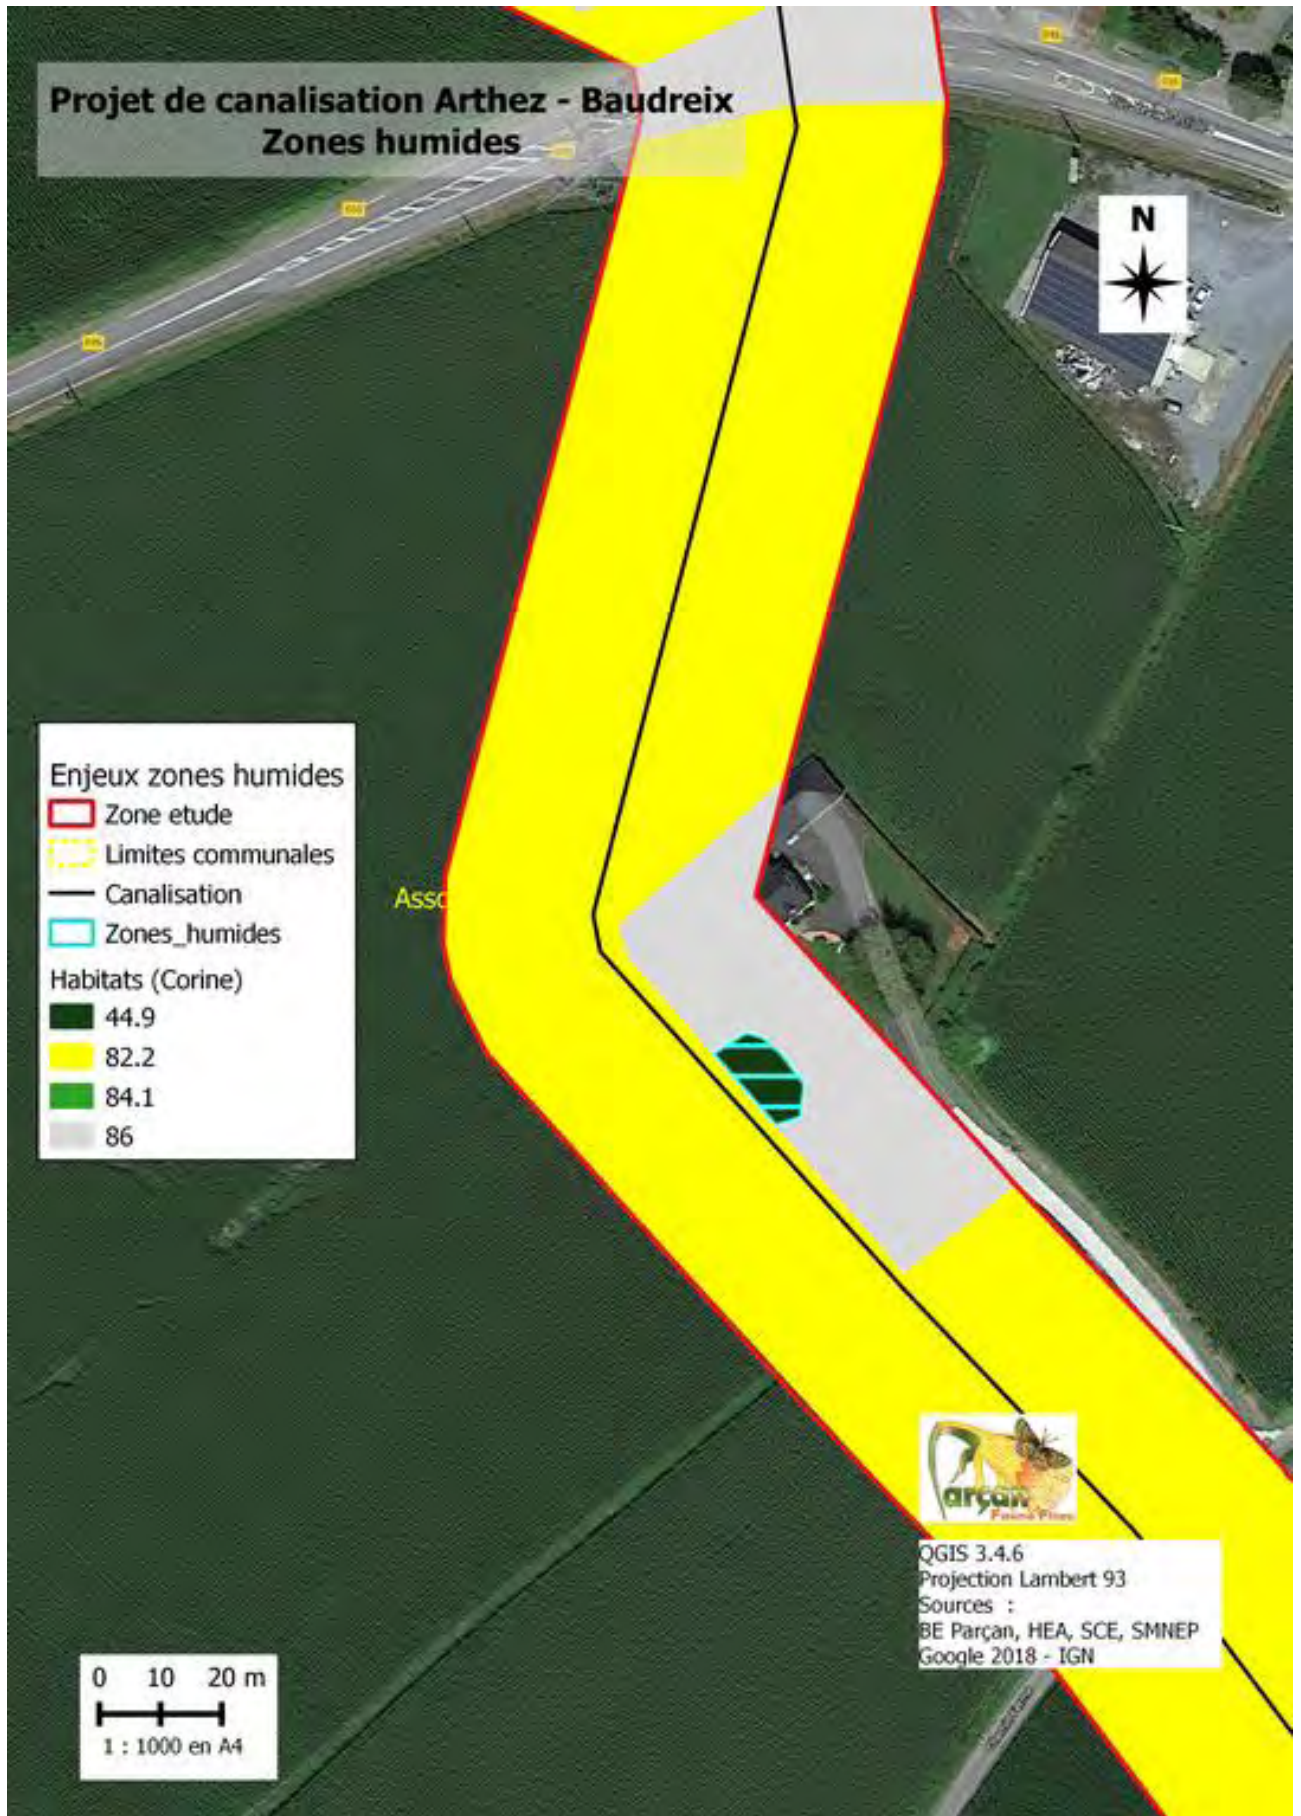 Projet de canalisation Arthez - Baudreix
Zones humides
N
Enjeux zones humides
Zone etude
Limites communales
Canalisation
Zones_humides
Habitats (Corine)
44.9
82.2
84.1
86
Assc
arçan
QGIS 3.4.6
Projection Lambert 93
Sources :
BE Parçan, HEA, SCE, SMNEP
Google 2018 - IGN
0 10 20 m
1 : 1000 en A4